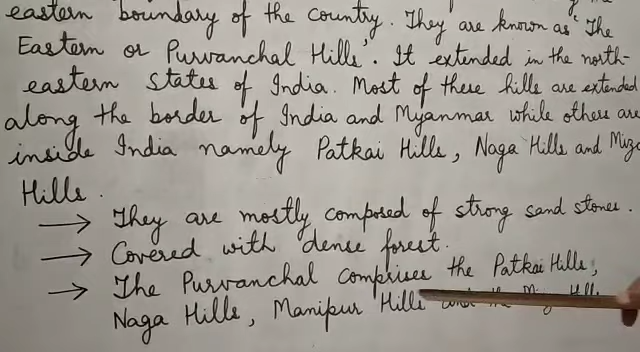 eastern boundary of the country. They are known as 'The
Eastern or Purvanchal Hills'. It extended in the north-
eastern States of India. Most of these hills are extended
along the border of India and Myanmar while others are
inside India namely Patkai Hills, Naga Hills and Mizo
Hills.
→ They are mostly composed of strong sand stones.
→ Covered with dense forest.
→ The Purvanchal comprises the Patkai Hills,
Naga Hills, Manipur Hills and the